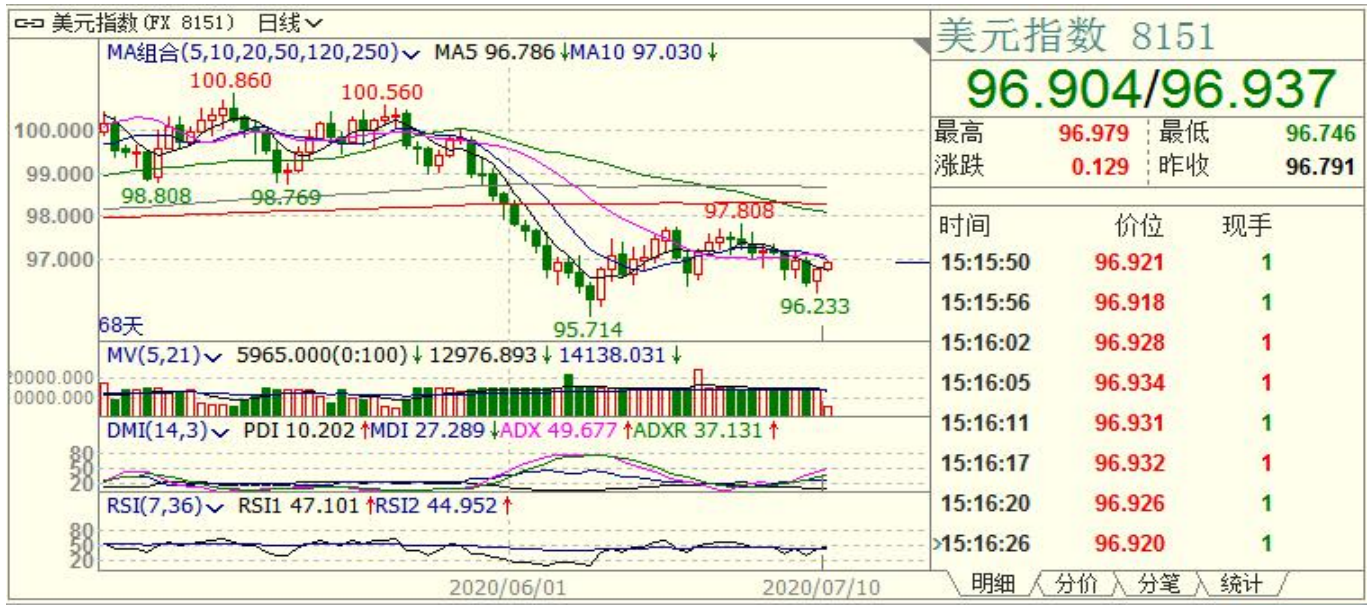 美元指数(FX 8151) 日线
MA组合(5,10,20,50,120,250) MA5 96.786↓MA10 97.030↓
100.860
100.560
100.000
99.000
98.808
98.769
98.000
97.808
97.000
96.233
95.714
68天
MV(5,21) 5965.000(0:100)↓12976.893↓14138.031↓
20000.000
0000.000
DMI(14,3) PDI 10.202↑MDI 27.289↓ADX 49.677↑ADXR 37.131↑
80
50
20
RSI(7,36) RSI1 47.101↑RSI2 44.952↑
80
50
20
2020/06/01 2020/07/10
美元指数 8151
96.904/96.937
最高 96.979 最低 96.746
涨跌 0.129 昨收 96.791
时间 价位 现手
15:15:50 96.921 1
15:15:56 96.918 1
15:16:02 96.928 1
15:16:05 96.934 1
15:16:11 96.931 1
15:16:17 96.932 1
15:16:20 96.926 1
>15:16:26 96.920 1
明细 分价 分笔 统计